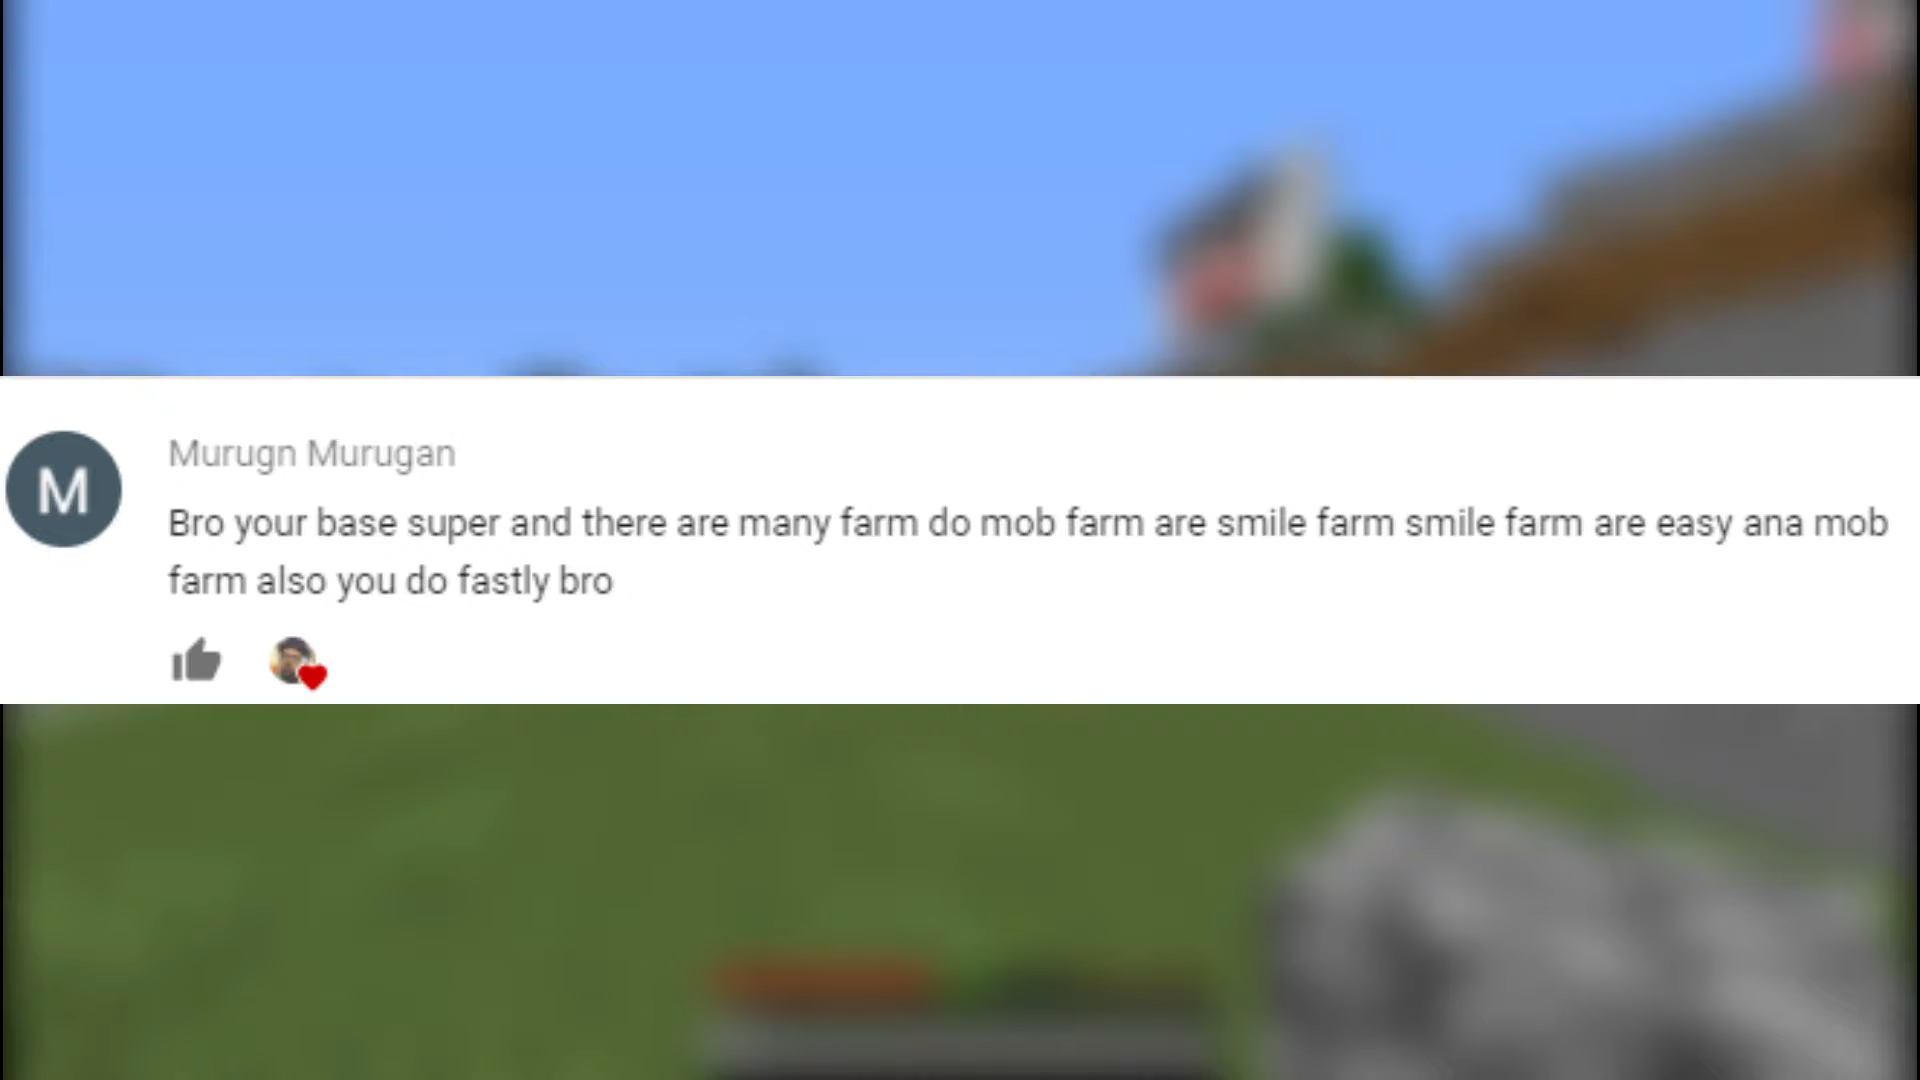 M
Murugn Murugan
Bro your base super and there are many farm do mob farm are smile farm smile farm are easy ana mob
farm also you do fastly bro